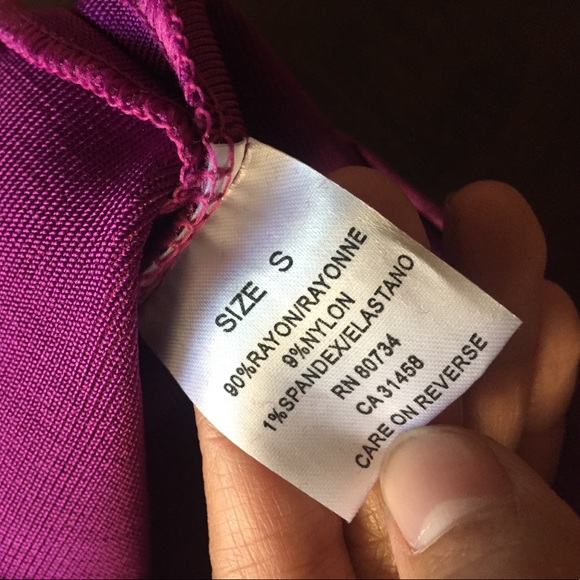 SIZE S
90%RAYON/RAYONNE
9%NYLON
1%SPANDEX/ELASTANO
RN 80734
CA 31458
CARE ON REVERSE